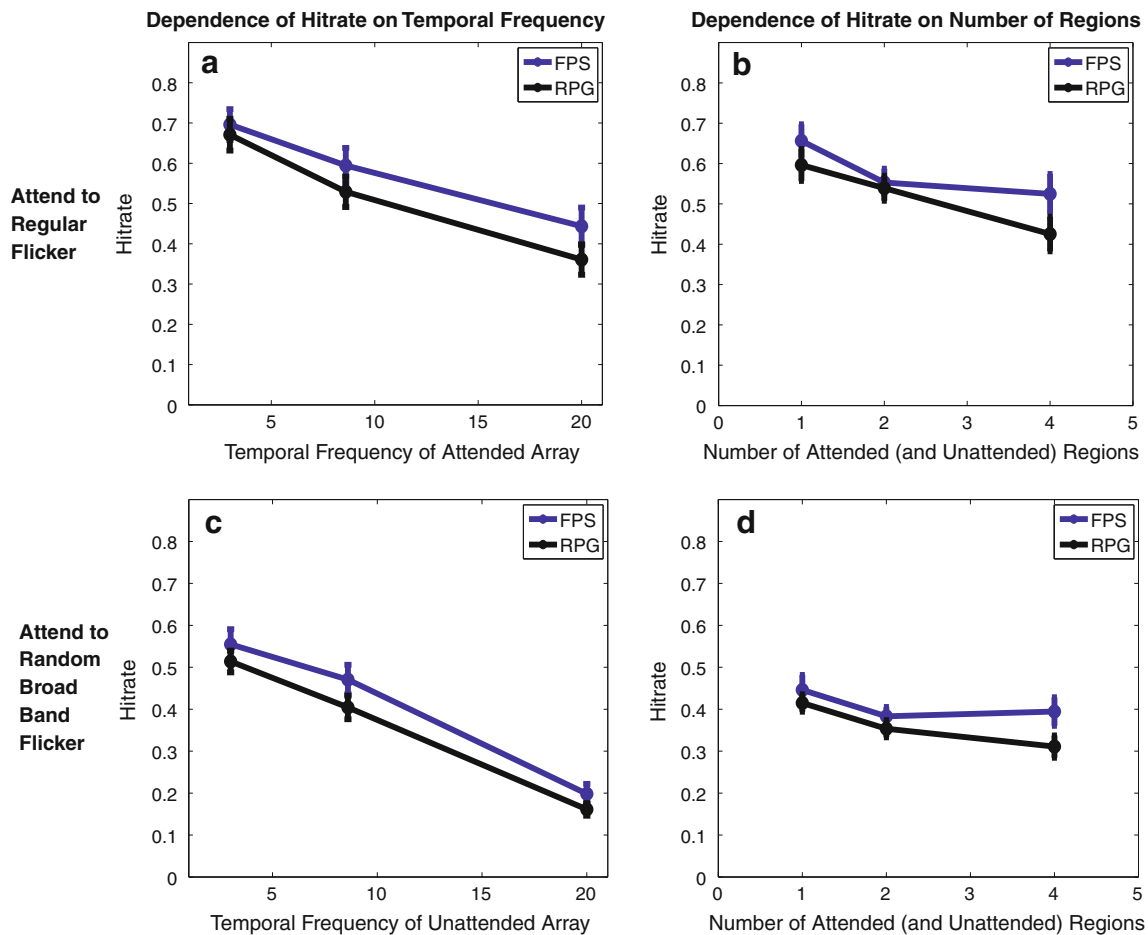 Dependence of Hitrate on Temporal Frequency
Dependence of Hitrate on Number of Regions
Attend to
Regular
Flicker
a
FPS
RPG
Hitrate
0.8
0.7
0.6
0.5
0.4
0.3
0.2
0.1
0
5
10
15
20
Temporal Frequency of Attended Array
b
FPS
RPG
Hitrate
0.8
0.7
0.6
0.5
0.4
0.3
0.2
0.1
0
0
1
2
3
4
5
Number of Attended (and Unattended) Regions
Attend to
Random
Broad
Band
Flicker
c
FPS
RPG
Hitrate
0.8
0.7
0.6
0.5
0.4
0.3
0.2
0.1
0
5
10
15
20
Temporal Frequency of Unattended Array
d
FPS
RPG
Hitrate
0.8
0.7
0.6
0.5
0.4
0.3
0.2
0.1
0
0
1
2
3
4
5
Number of Attended (and Unattended) Regions